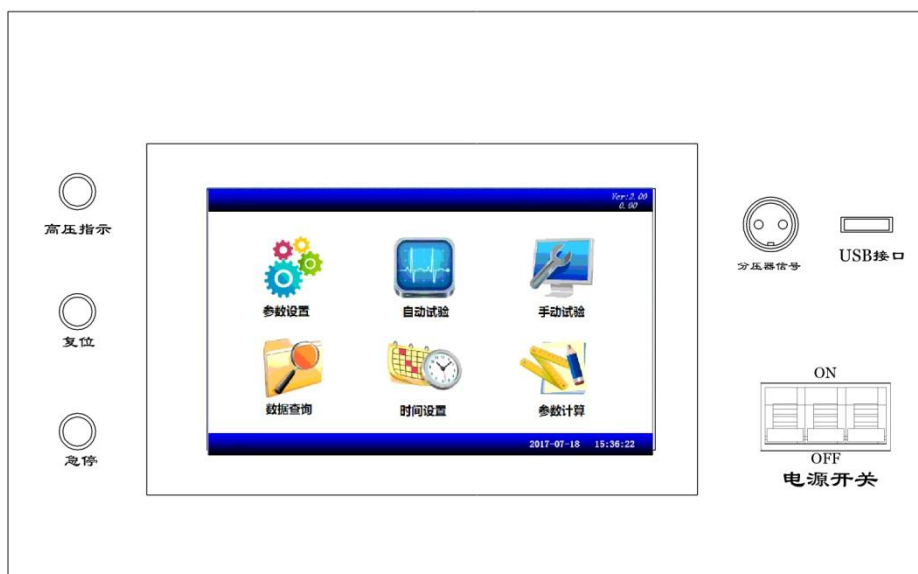 Ver:2.00
0.00
高压指示
参数设置
自动试验
手动试验
分压器信号
USB接口
复位
数据查询
时间设置
参数计算
ON
急停
2017-07-18 15:36:22
OFF
电源开关